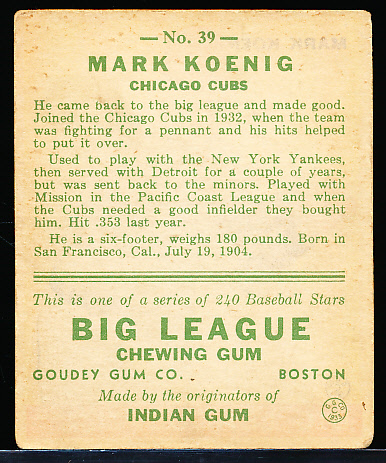 — No. 39 —
MARK KOENIG
CHICAGO CUBS
He came back to the big league and made good.
Joined the Chicago Cubs in 1932, when the team
was fighting for a pennant and his hits helped
to put it over.
Used to play with the New York Yankees,
then served with Detroit for a couple of years,
but was sent back to the minors. Played with
Mission in the Pacific Coast League and when
the Cubs needed a good infielder they bought
him. Hit .353 last year.
He is a six-footer, weighs 180 pounds. Born in
San Francisco, Cal., July 19, 1904.
This is one of a series of 240 Baseball Stars
BIG LEAGUE
CHEWING GUM
GOUDEY GUM CO. BOSTON
Made by the originators of
INDIAN GUM
G. G. Co.
C
1933